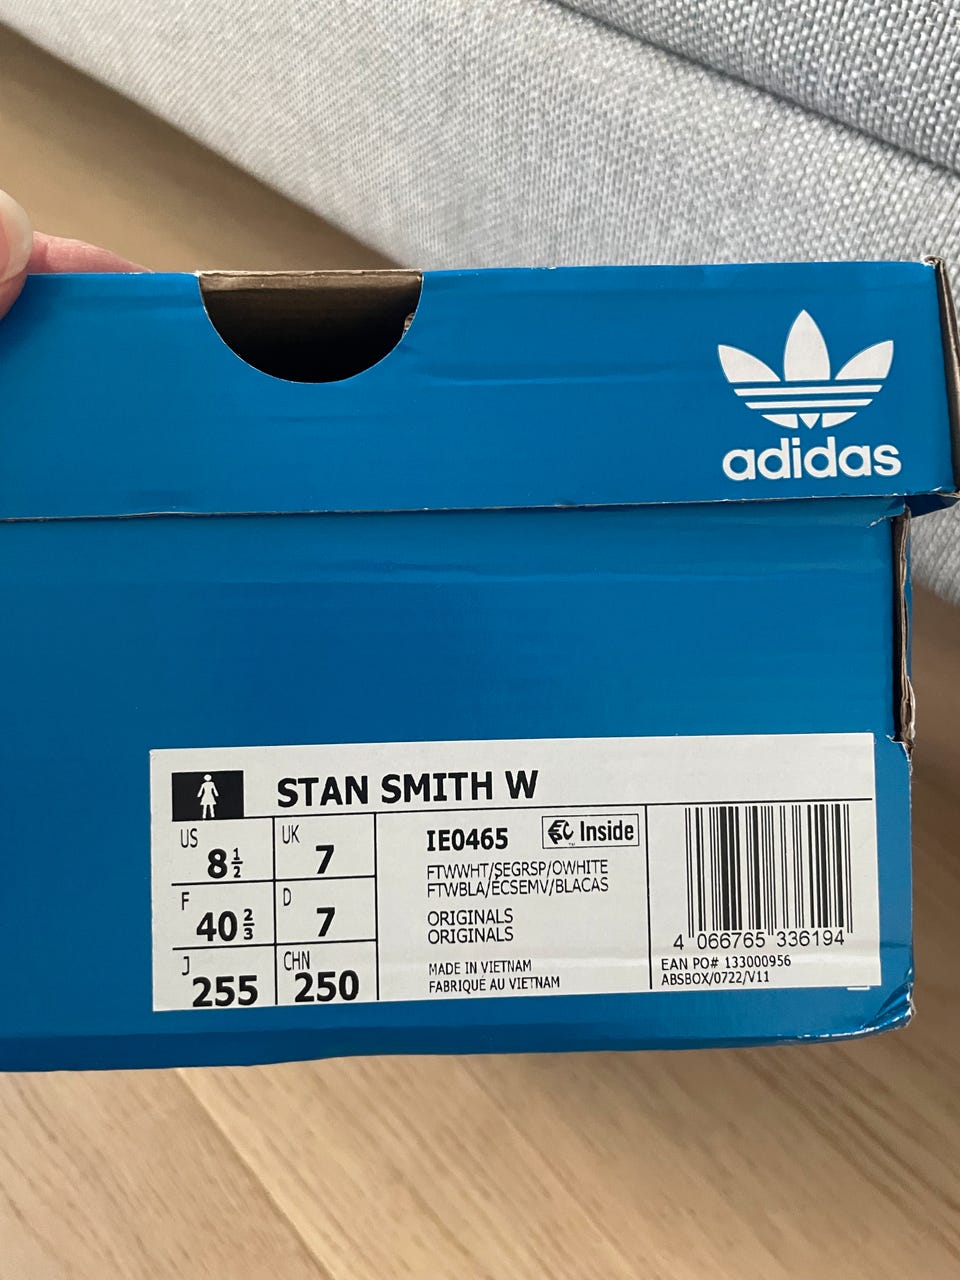 adidas
STAN SMITH W
US 8 1/2
UK 7
F 40 2/3
D 7
J 255
CHN 250
IE0465
Inside
™
FTWWHT/SEGRSP/OWHITE
FTWBLA/ÉCSEMV/BLACAS
ORIGINALS
ORIGINALS
MADE IN VIETNAM
FABRIQUÉ AU VIETNAM
4 066765 336194
EAN PO# 133000956
ABSBOX/0722/V11